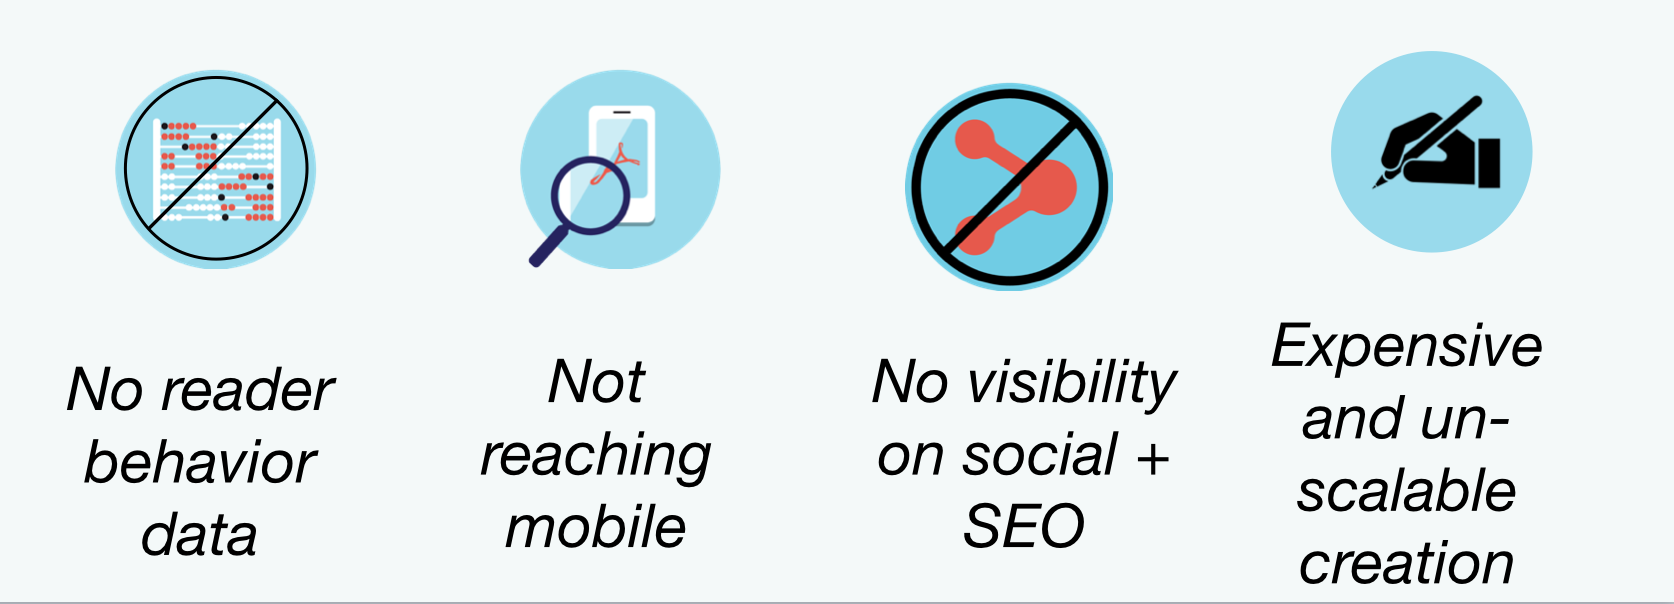 No reader
behavior
data
Not
reaching
mobile
No visibility
on social +
SEO
Expensive
and un-
scalable
creation